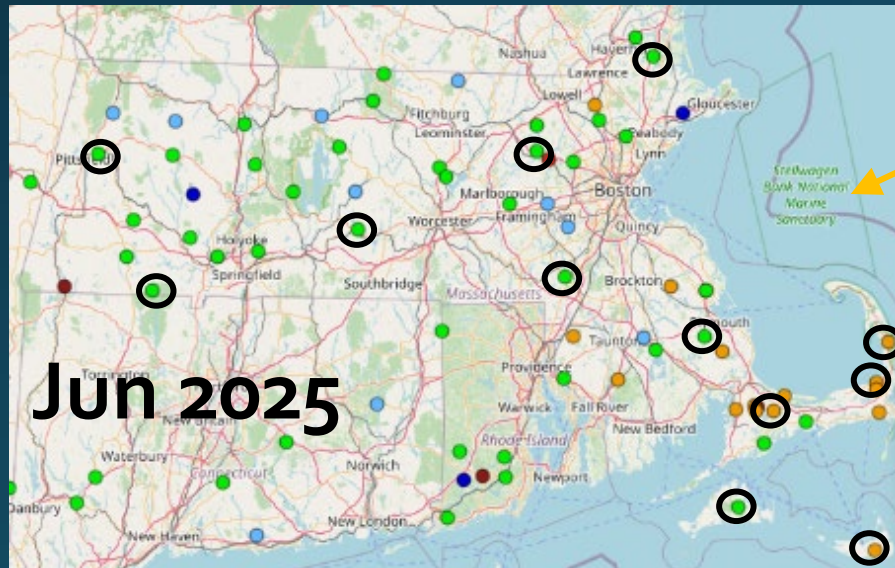 Nashua
Haver
Lawrence
Lowell
Gloucester
Fitchburg
Leominster
Peabody
Lynn
Pittsfield
Stellwagen
Bank National
Marine
Sanctuary
Boston
Marlborough
Framingham
Worcester
Quincy
Holyoke
Springfield
Southbridge
Brockton
Massachusetts
Taunton
Providence
Torrington
Jun 2025
Warwick
Fall River
New Britain
New Bedford
Rhode Island
Waterbury
Connecticut
Norwich
Newport
Danbury
New London
New Haven